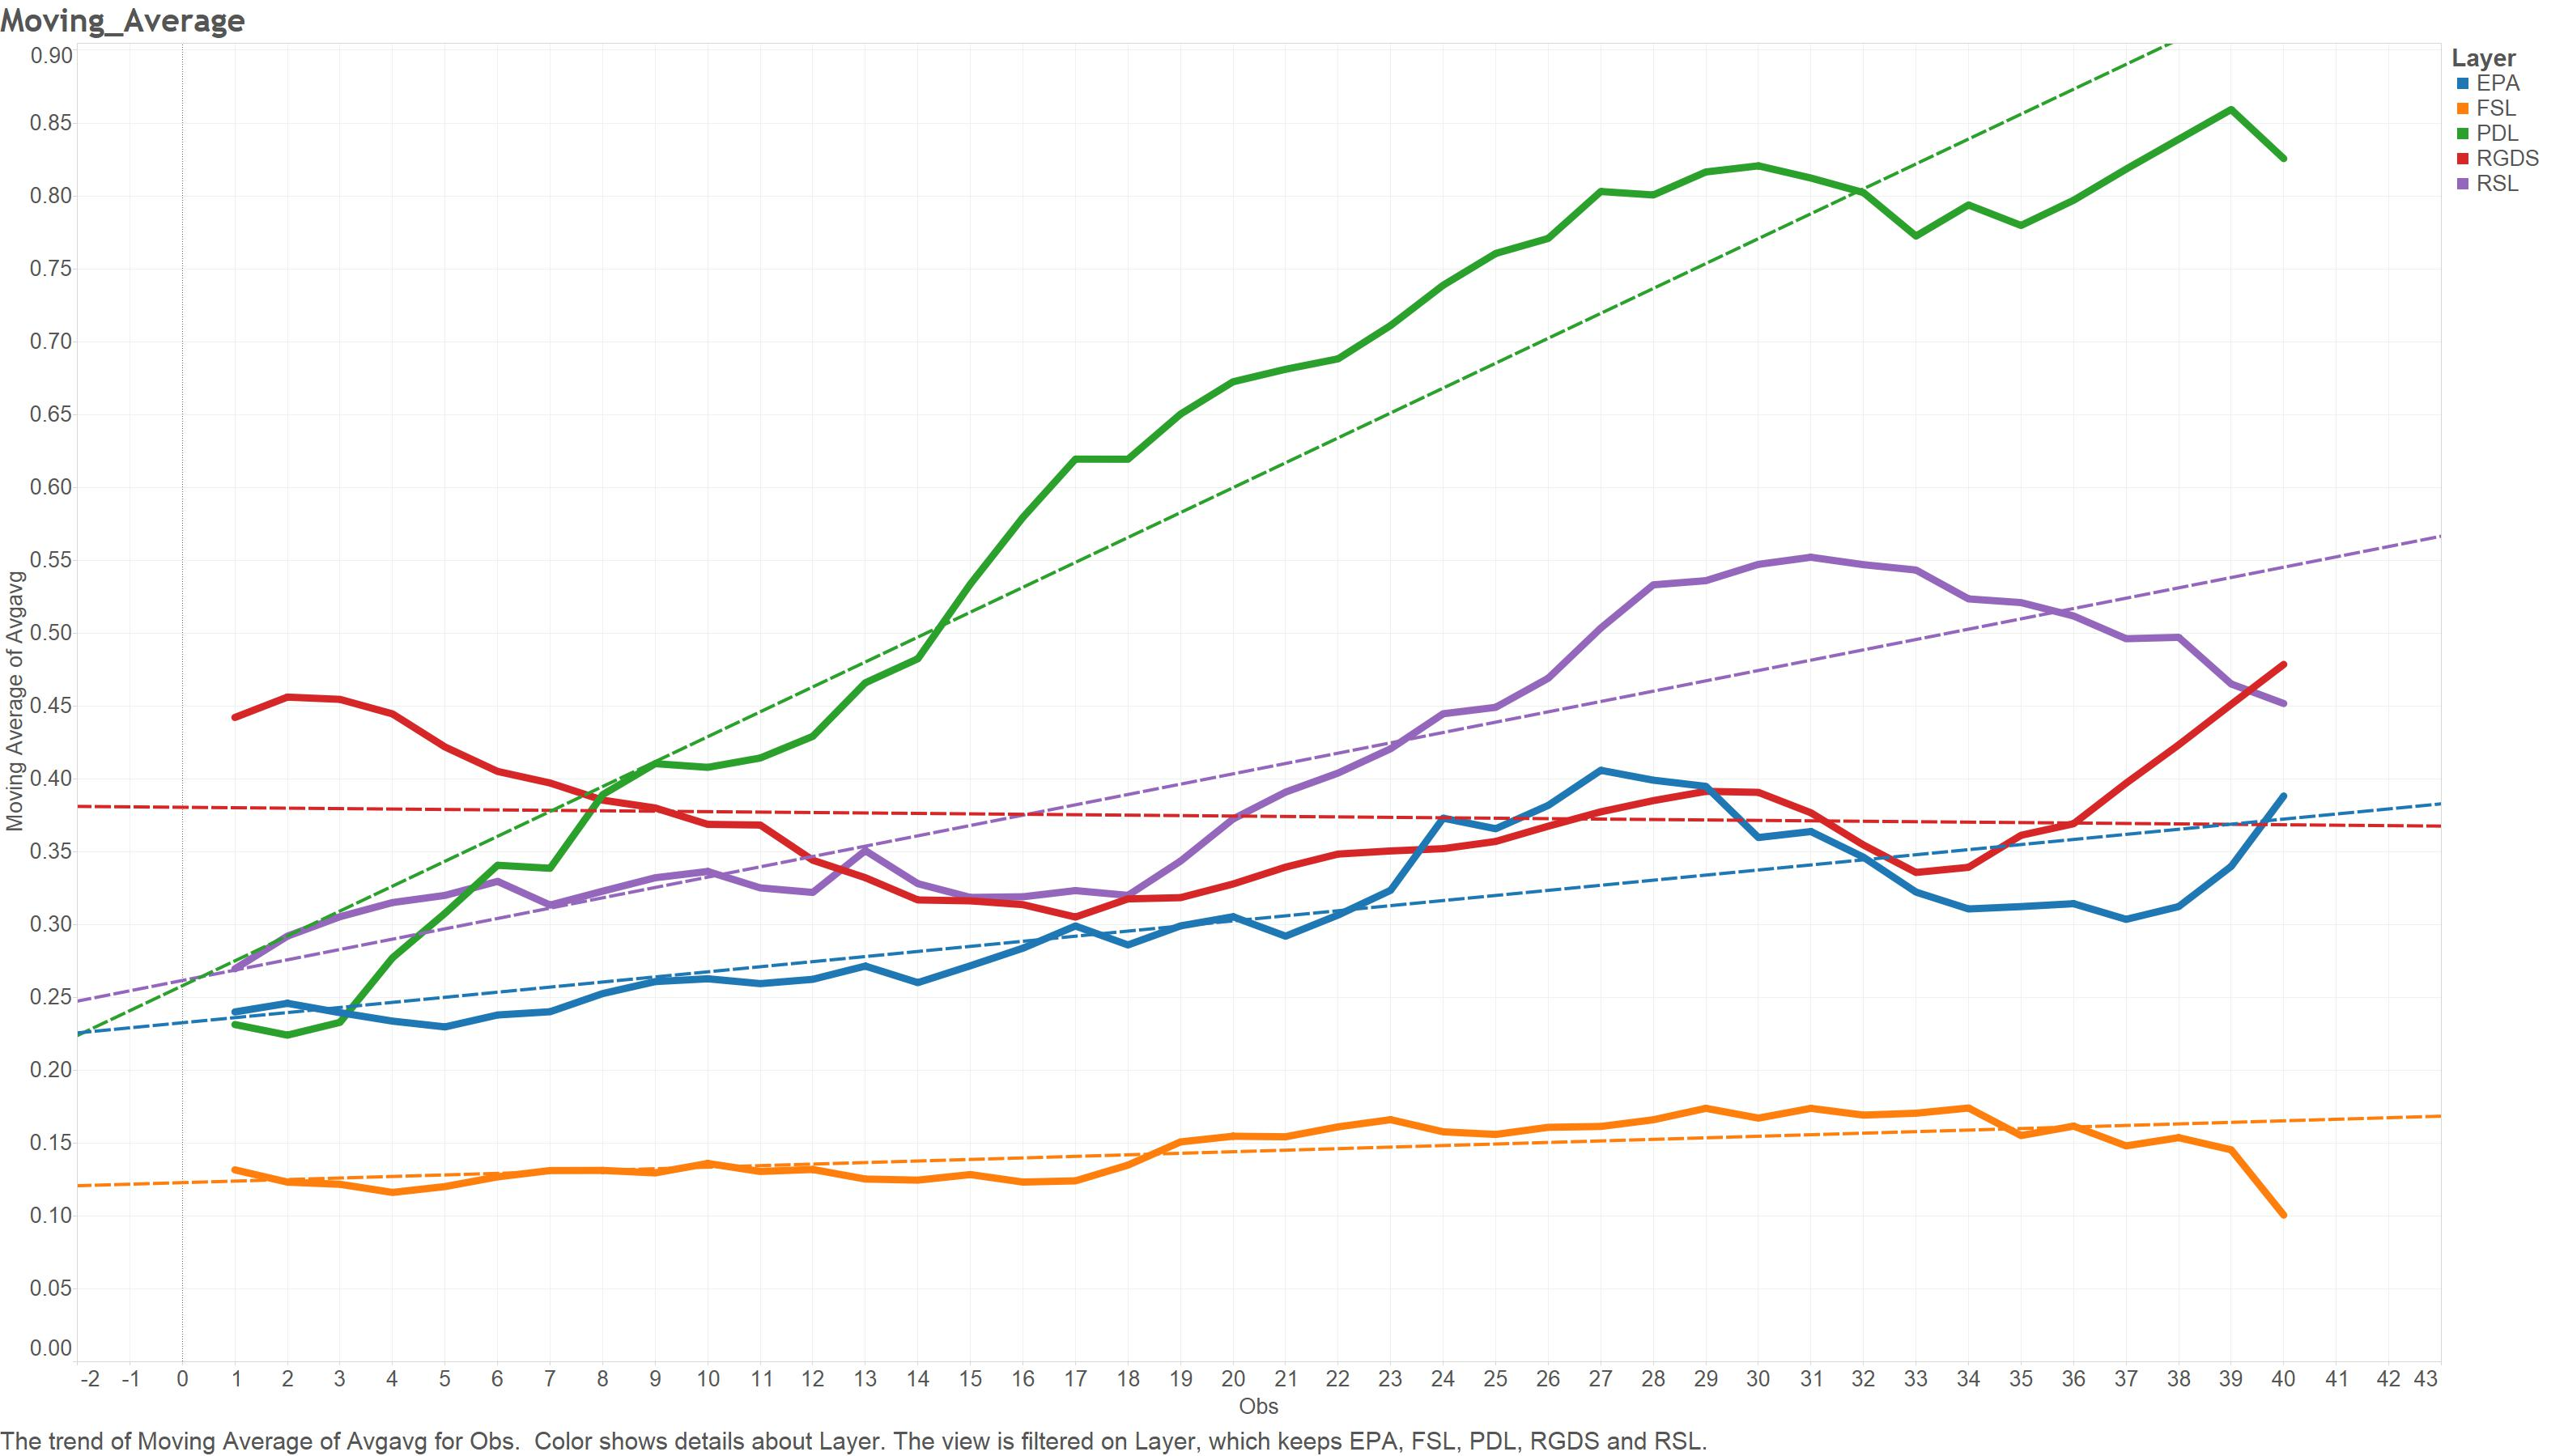 Moving_Average
Layer
EPA
FSL
PDL
RGDS
RSL
Moving Average of Avgavg
0.90
0.85
0.80
0.75
0.70
0.65
0.60
0.55
0.50
0.45
0.40
0.35
0.30
0.25
0.20
0.15
0.10
0.05
0.00
-2 -1 0 1 2 3 4 5 6 7 8 9 10 11 12 13 14 15 16 17 18 19 20 21 22 23 24 25 26 27 28 29 30 31 32 33 34 35 36 37 38 39 40 41 42 43
Obs
The trend of Moving Average of Avgavg for Obs.  Color shows details about Layer. The view is filtered on Layer, which keeps EPA, FSL, PDL, RGDS and RSL.